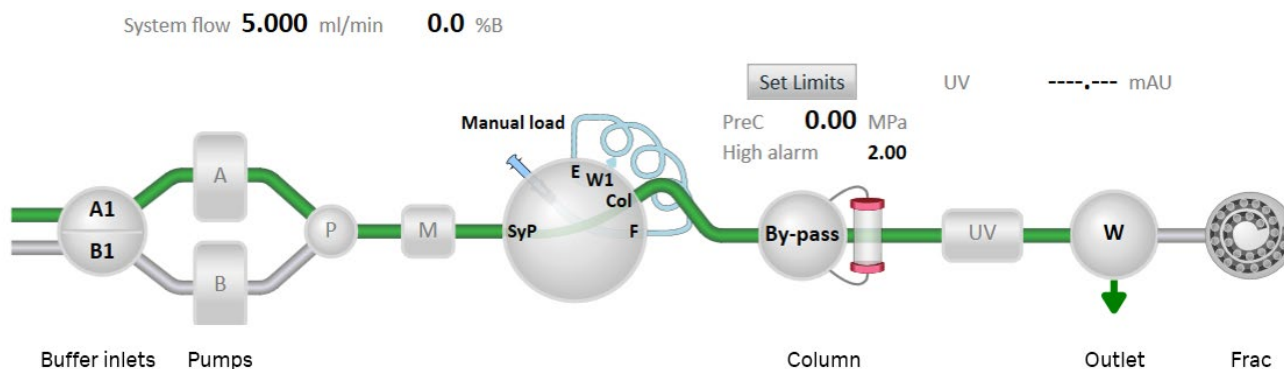 System flow 5.000 ml/min 0.0 %B
Set Limits UV ----.--- mAU
PreC 0.00 MPa
High alarm 2.00
Manual load
E
W1
Col
A
A1
B1
P
M
SyP
F
By-pass
UV
W
B
Buffer inlets Pumps Column Outlet Frac